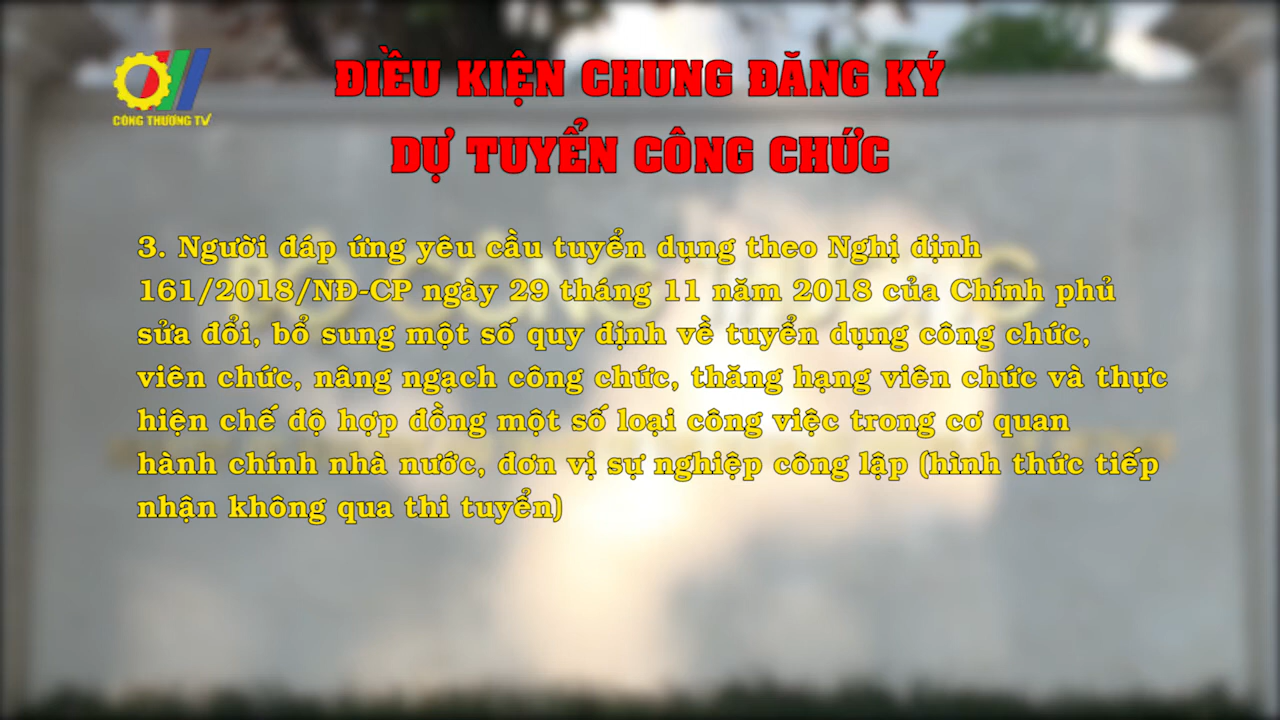 CÔNG THƯƠNG TV
ĐIỀU KIỆN CHUNG ĐĂNG KÝ
DỰ TUYỂN CÔNG CHỨC
3. Người đáp ứng yêu cầu tuyển dụng theo Nghị định
161/2018/NĐ-CP ngày 29 tháng 11 năm 2018 của Chính phủ
sửa đổi, bổ sung một số quy định về tuyển dụng công chức,
viên chức, nâng ngạch công chức, thăng hạng viên chức và thực
hiện chế độ hợp đồng một số loại công việc trong cơ quan
hành chính nhà nước, đơn vị sự nghiệp công lập (hình thức tiếp
nhận không qua thi tuyển)